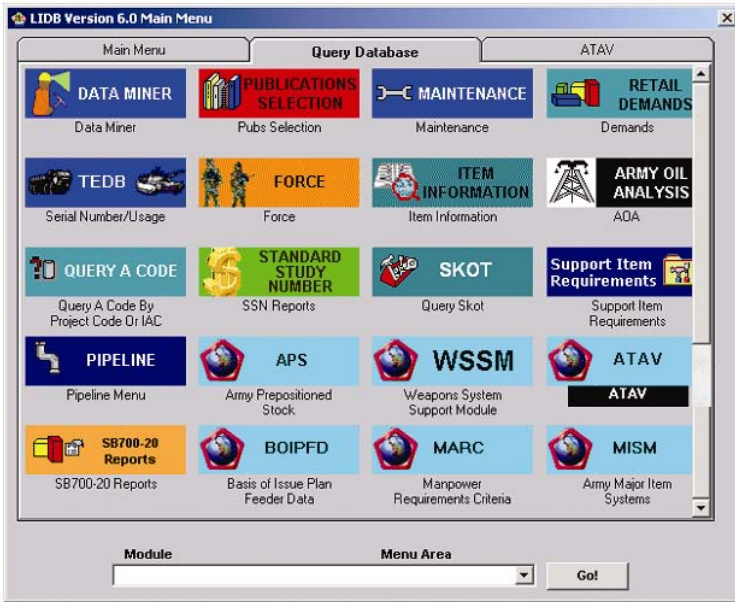 LIDB Version 6.0 Main Menu
Main Menu
Query Database
ATAV
DATA MINER
PUBLICATIONS
SELECTION
MAINTENANCE
RETAIL
DEMANDS
Data Miner
Pubs Selection
Maintenance
Demands
TEDB
FORCE
ITEM
INFORMATION
ARMY OIL
ANALYSIS
Serial Number/Usage
Force
Item Information
AOA
QUERY A CODE
STANDARD
STUDY
NUMBER
SKOT
Support Item
Requirements
Query A Code By
Project Code Or IAC
SSN Reports
Query Skot
Support Item
Requirements
PIPELINE
APS
WSSM
ATAV
Pipeline Menu
Army Prepositioned
Stock
Weapons System
Support Module
ATAV
SB700-20
Reports
BOIPFD
MARC
MISM
SB700-20 Reports
Basis of Issue Plan
Feeder Data
Manpower
Requirements Criteria
Army Major Item
Systems
Module
Menu Area
Go!